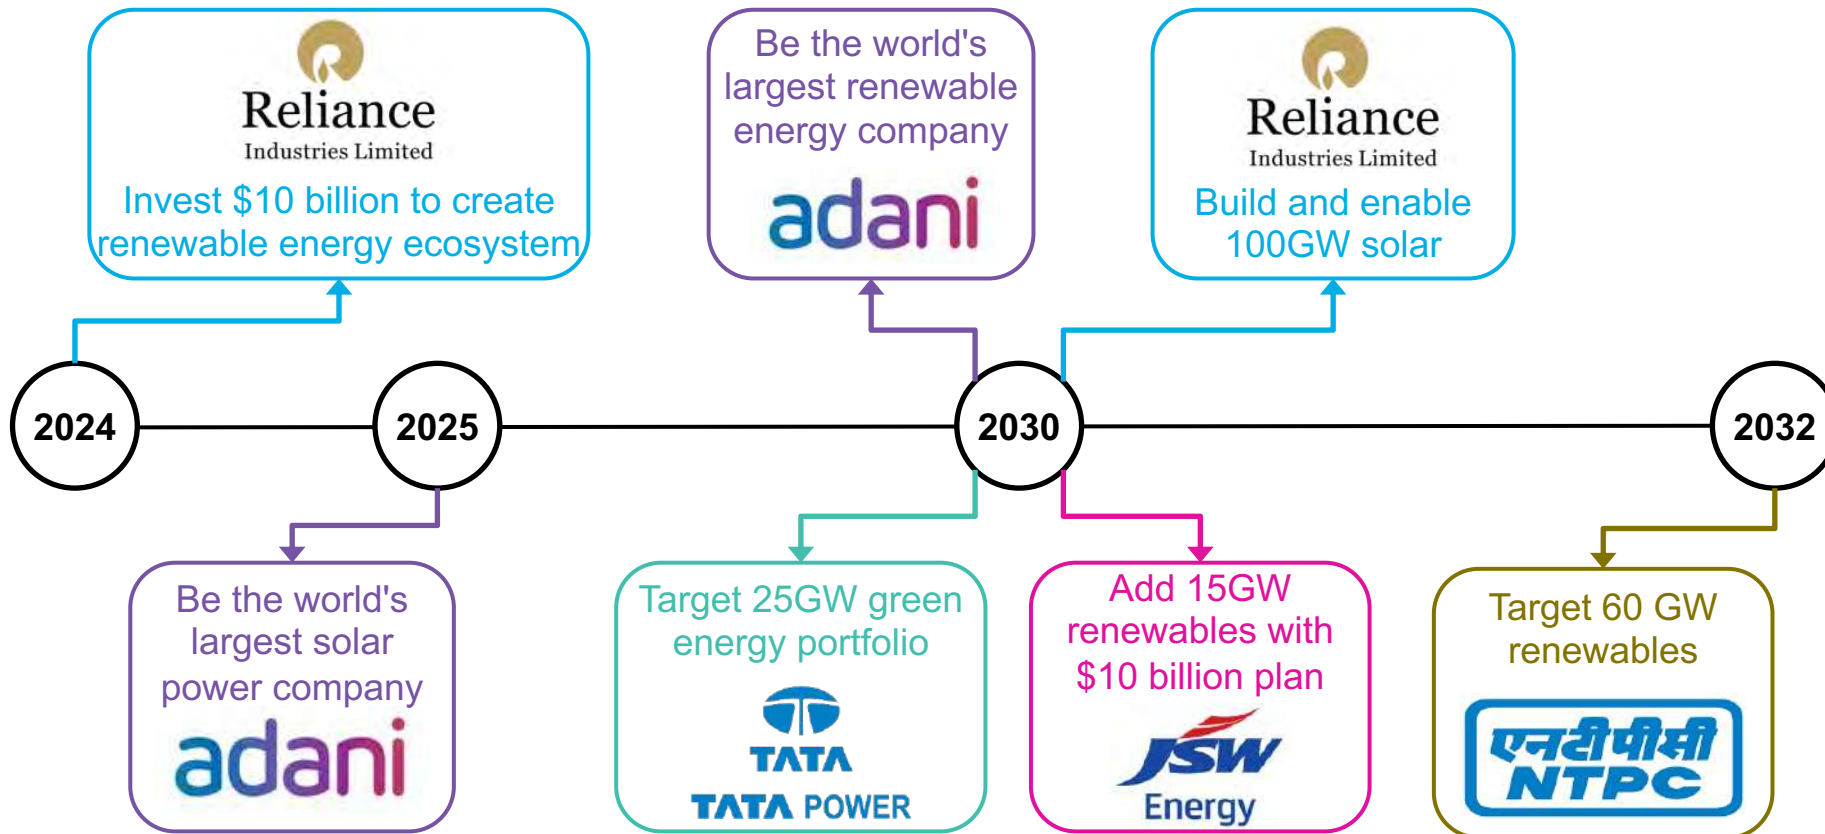 Reliance
Industries Limited
Invest $10 billion to create
renewable energy ecosystem
Be the world's
largest renewable
energy company
adani
Reliance
Industries Limited
Build and enable
100GW solar
2024
2025
2030
2032
Be the world's
largest solar
power company
adani
Target 25GW green
energy portfolio
TATA
TATA POWER
Add 15GW
renewables with
$10 billion plan
JSW
Energy
Target 60 GW
renewables
एनटीपीसी
NTPC